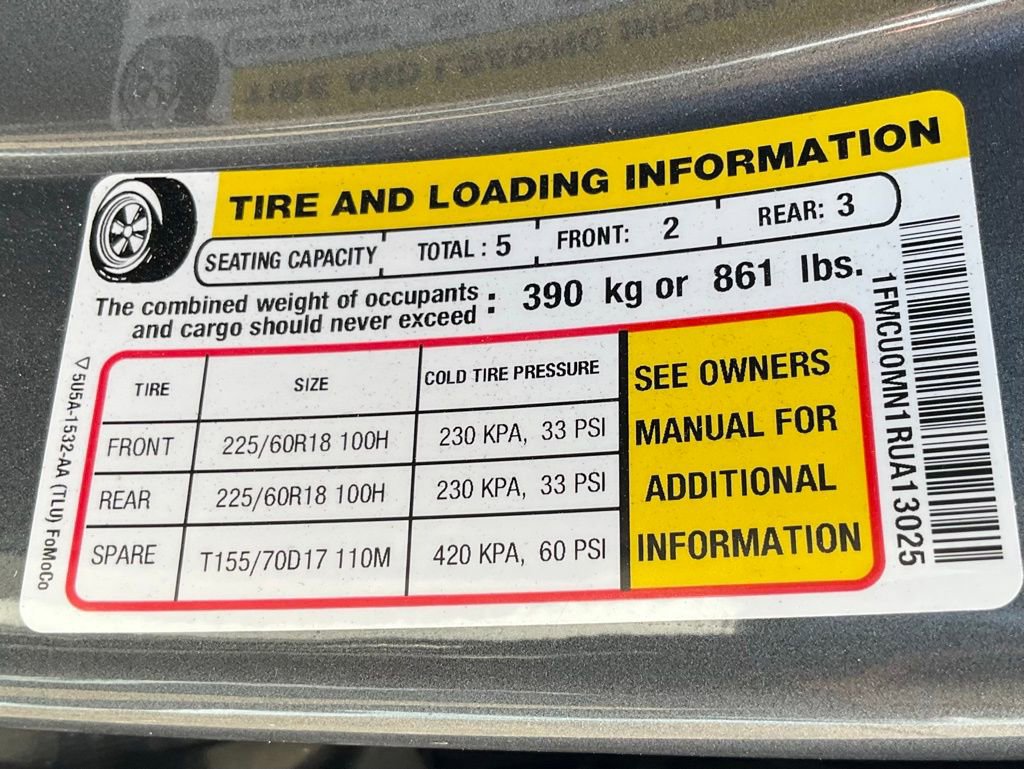 TIRE AND LOADING INFORMATION
SEATING CAPACITY TOTAL : 5 FRONT: 2 REAR: 3
The combined weight of occupants
and cargo should never exceed : 390 kg or 861 lbs.
TIRE SIZE COLD TIRE PRESSURE
FRONT 225/60R18 100H 230 KPA, 33 PSI
REAR 225/60R18 100H 230 KPA, 33 PSI
SPARE T155/70D17 110M 420 KPA, 60 PSI
SEE OWNERS
MANUAL FOR
ADDITIONAL
INFORMATION
5U5A-1532-AA (TLU) FoMoCo
1FMCU0MN1RUA13025